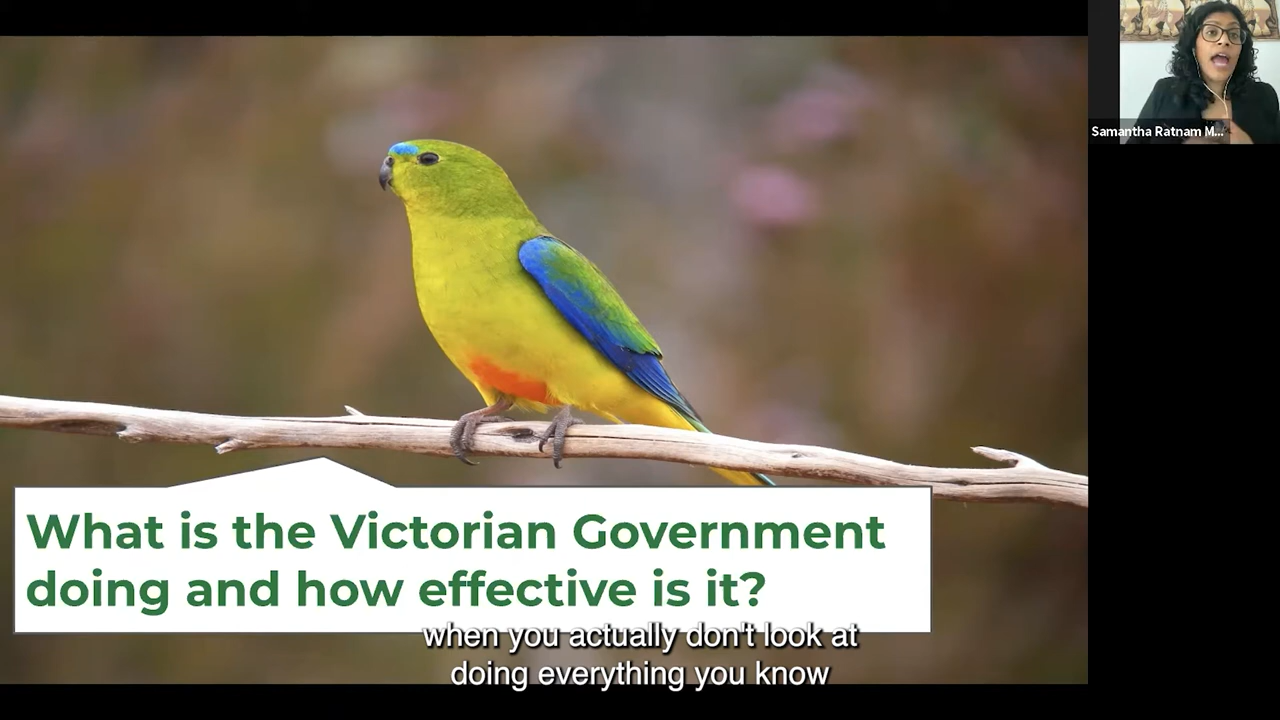 Samantha Ratnam M...
What is the Victorian Government
doing and how effective is it?
when you actually don't look at
doing everything you know